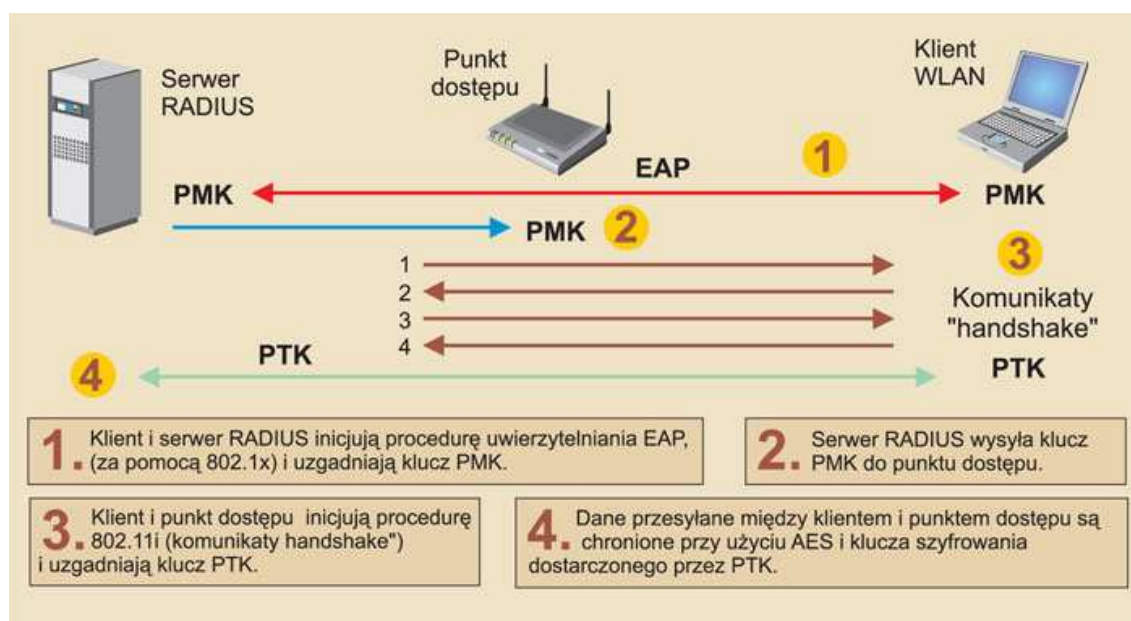 Serwer
RADIUS
Punkt
dostępu
Klient
WLAN
EAP
1
PMK
PMK
PMK
2
3
1
2
3
4
Komunikaty
"handshake"
PTK
PTK
4
1. Klient i serwer RADIUS inicjują procedurę uwierzytelniania EAP,
(za pomocą 802.1x) i uzgadniają klucz PMK.
2. Serwer RADIUS wysyła klucz
PMK do punktu dostępu.
3. Klient i punkt dostępu inicjują procedurę
802.11i (komunikaty handshake")
i uzgadniają klucz PTK.
4. Dane przesyłane między klientem i punktem dostępu są
chronione przy użyciu AES i klucza szyfrowania
dostarczonego przez PTK.